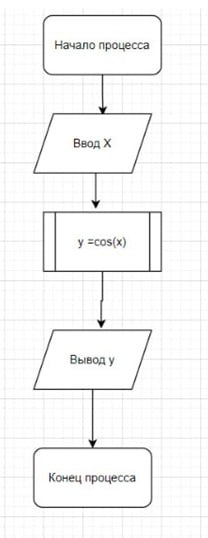 Начало процесса
Ввод X
y =cos(x)
Вывод y
Конец процесса